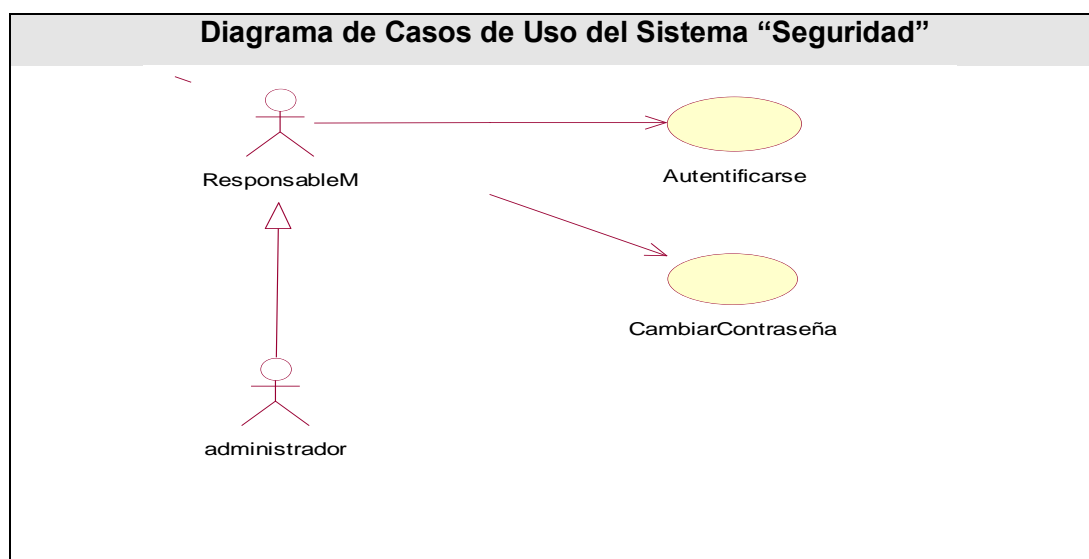 Diagrama de Casos de Uso del Sistema “Seguridad”
ResponsableM
Autentificarse
CambiarContraseña
administrador